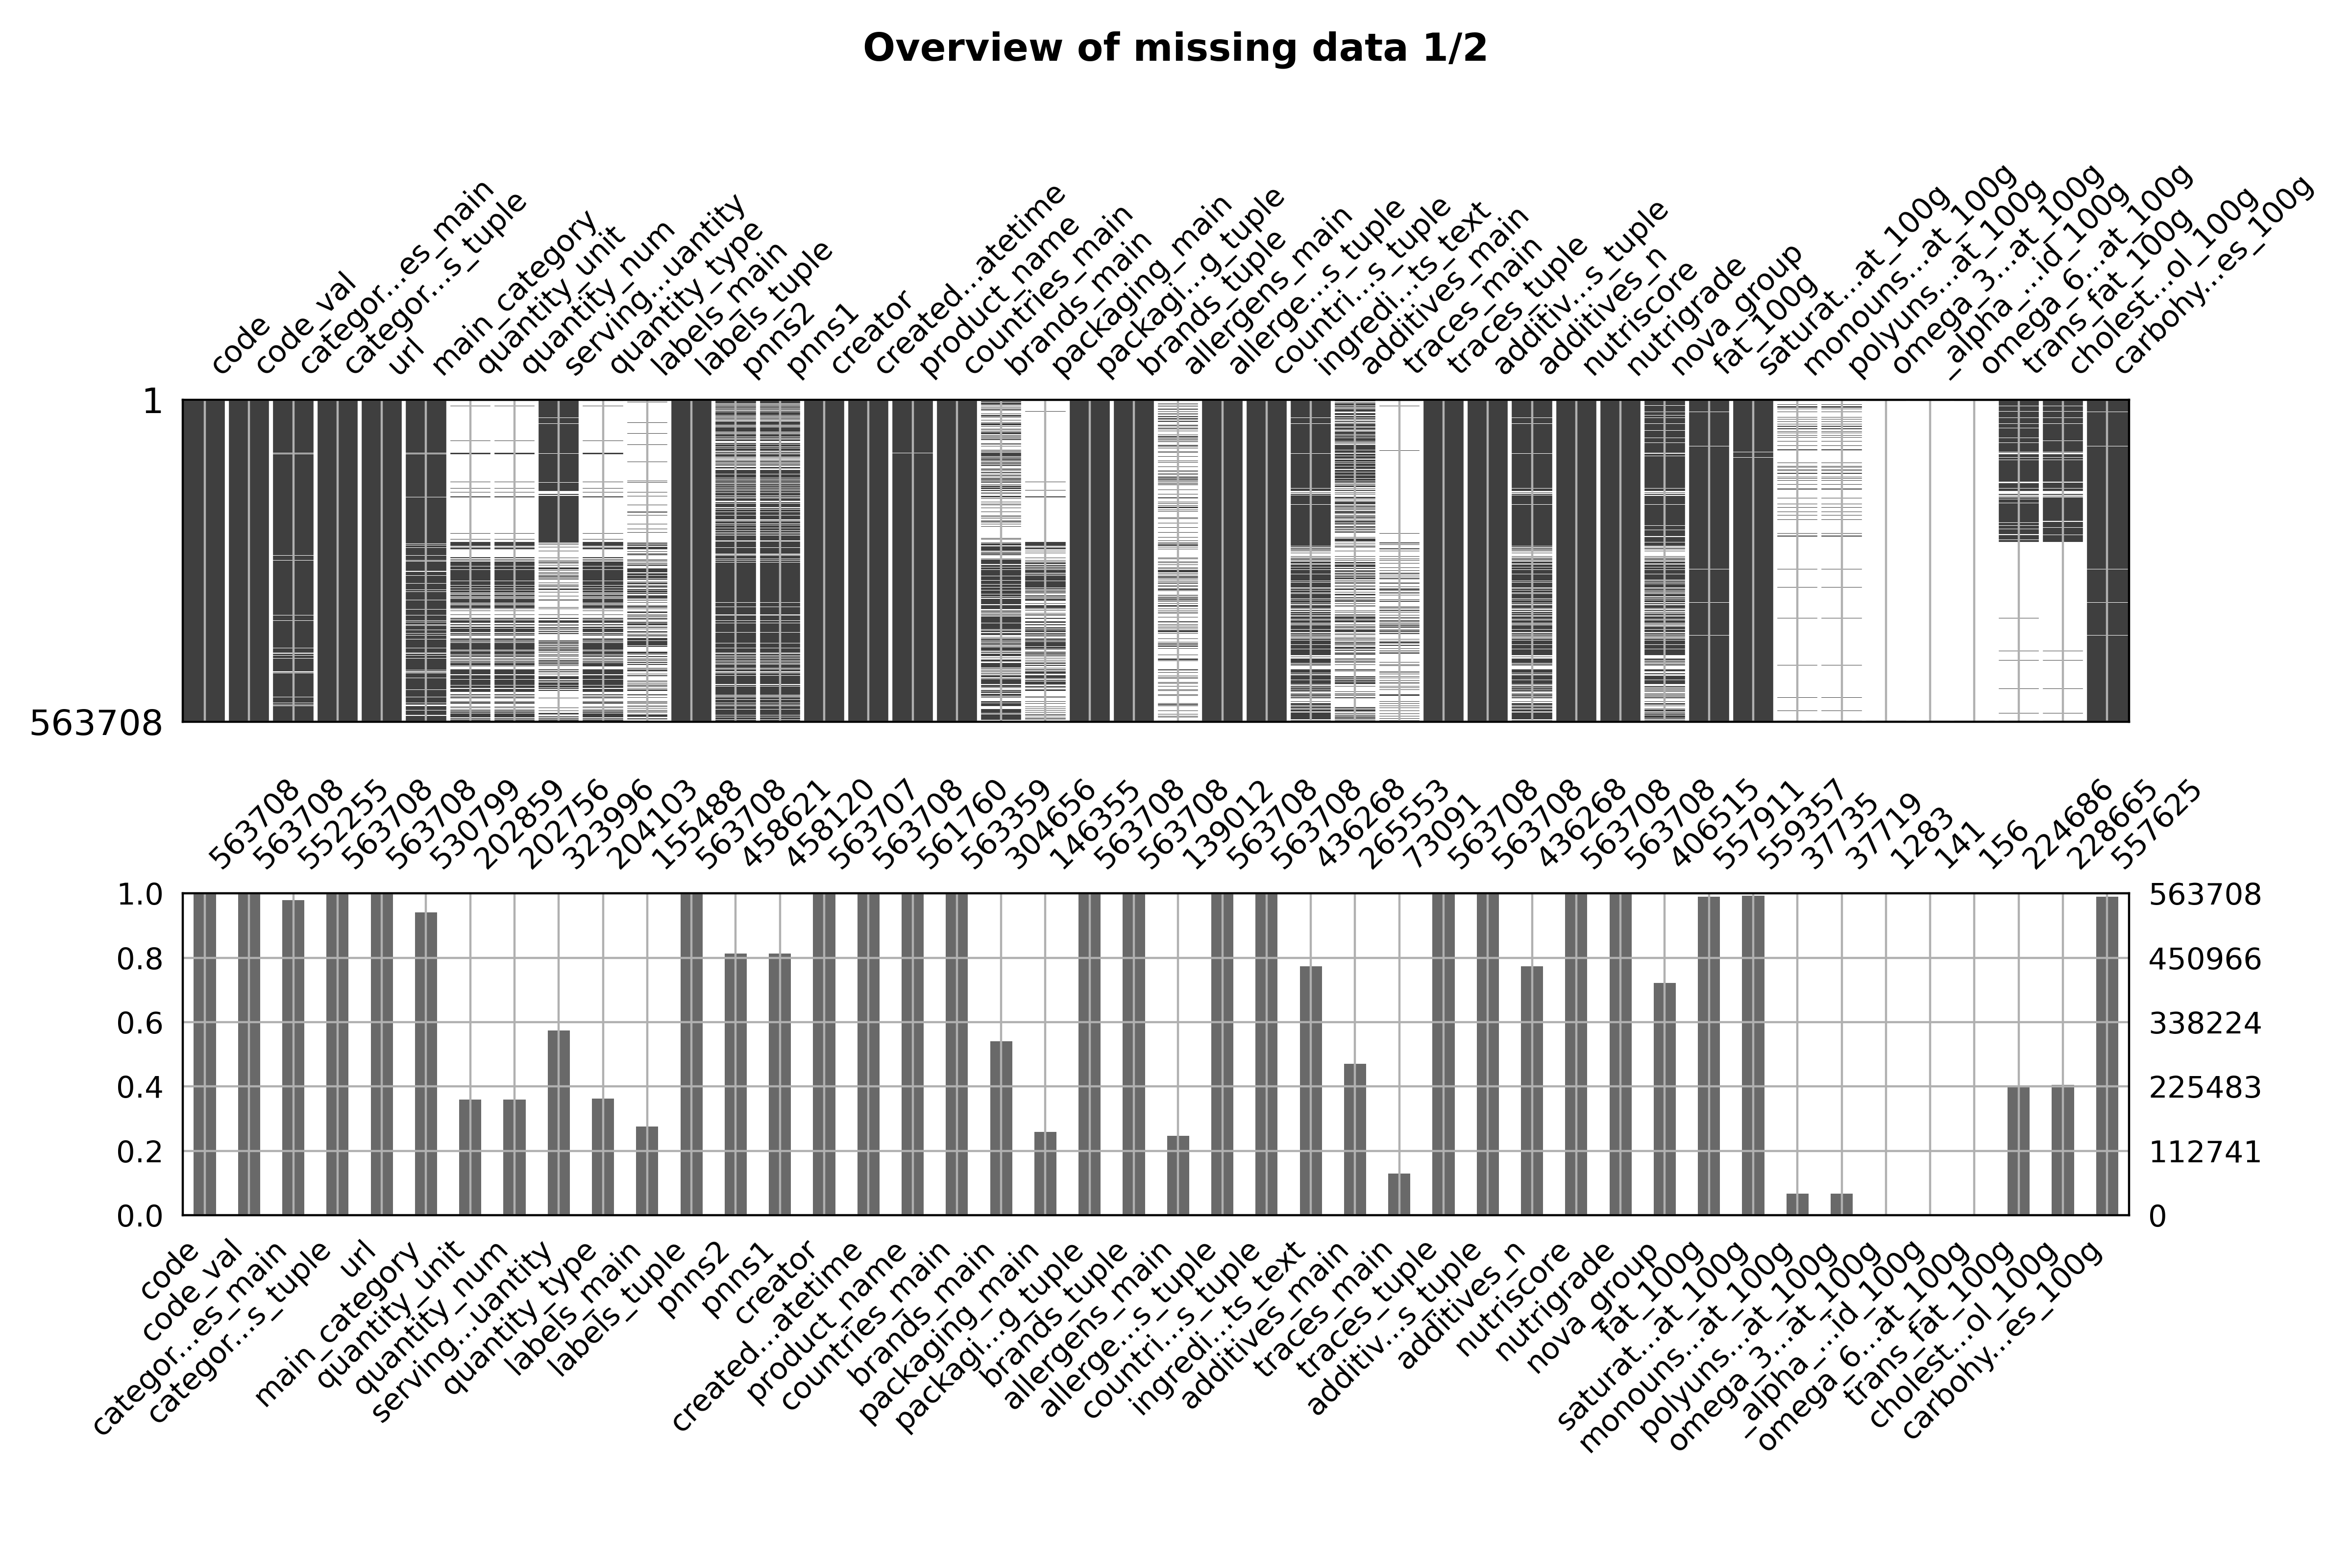 Overview of missing data 1/2
code
code_val
categor...es_main
categor...s_tuple
url
main_category
quantity_unit
quantity_num
serving...uantity
quantity_type
labels_main
labels_tuple
pnns2
pnns1
creator
created...atetime
product_name
countries_main
brands_main
packaging_main
packagi...g_tuple
brands_tuple
allergens_main
allerge...s_tuple
countri...s_tuple
ingredi...ts_text
additives_main
traces_main
traces_tuple
additiv...s_tuple
additives_n
nutriscore
nutrigrade
nova_group
fat_100g
saturat...at_100g
monouns...at_100g
polyuns...at_100g
omega_3...at_100g
_alpha_...id_100g
omega_6...at_100g
trans_fat_100g
cholest...ol_100g
carbohy...es_100g
1
563708
563708
563708
552255
563708
563708
530799
202859
202756
323996
204103
155488
563708
458621
458120
563707
563708
561760
563359
304656
146355
563708
563708
139012
563708
563708
436268
265553
73091
563708
563708
436268
563708
563708
406515
557911
559357
37735
37719
1283
141
156
224686
228665
557625
1.0
0.8
0.6
0.4
0.2
0.0
563708
450966
338224
225483
112741
0
code
code_val
categor...es_main
categor...s_tuple
url
main_category
quantity_unit
quantity_num
serving...uantity
quantity_type
labels_main
labels_tuple
pnns2
pnns1
creator
created...atetime
product_name
countries_main
brands_main
packaging_main
packagi...g_tuple
brands_tuple
allergens_main
allerge...s_tuple
countri...s_tuple
ingredi...ts_text
additives_main
traces_main
traces_tuple
additiv...s_tuple
additives_n
nutriscore
nutrigrade
nova_group
fat_100g
saturat...at_100g
monouns...at_100g
polyuns...at_100g
omega_3...at_100g
_alpha_...id_100g
omega_6...at_100g
trans_fat_100g
cholest...ol_100g
carbohy...es_100g